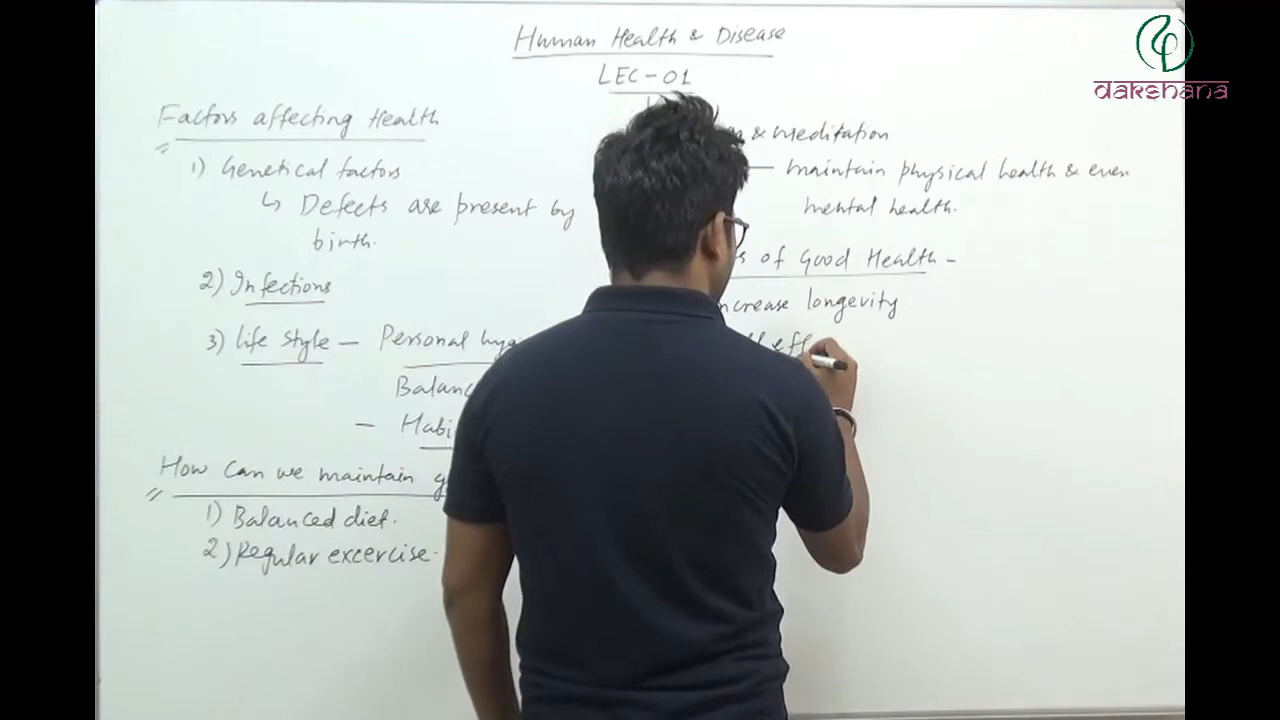 Human Health & Disease
LEC-01
dakshana
Factors affecting Health
1) Genetical factors
↳ Defects are present by
birth.
2) Infections
3) life style - Personal
Balanc
- Habi
How can we maintain
1) Balanced diet.
2) Regular excercise.
& meditation
- maintain physical health & even
mental health.
of Good Health -
ncrease longevity
eff